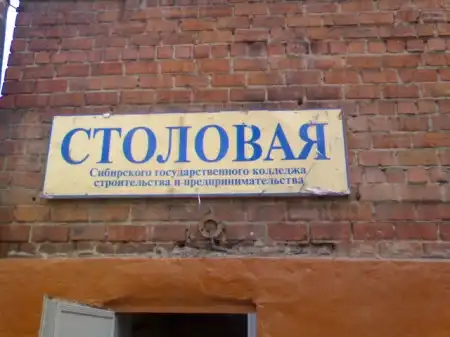 СТОЛОВАЯ
Сибирского государственного колледжа
строительства и предпринимательства